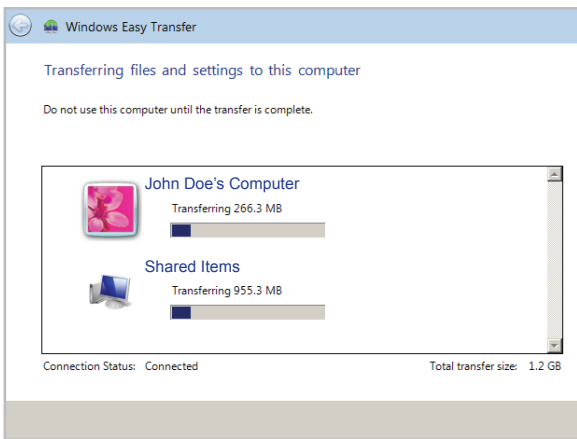 Windows Easy Transfer
Transferring files and settings to this computer
Do not use this computer until the transfer is complete.
John Doe's Computer
Transferring 266.3 MB
Shared Items
Transferring 955.3 MB
Connection Status: Connected Total transfer size: 1.2 GB